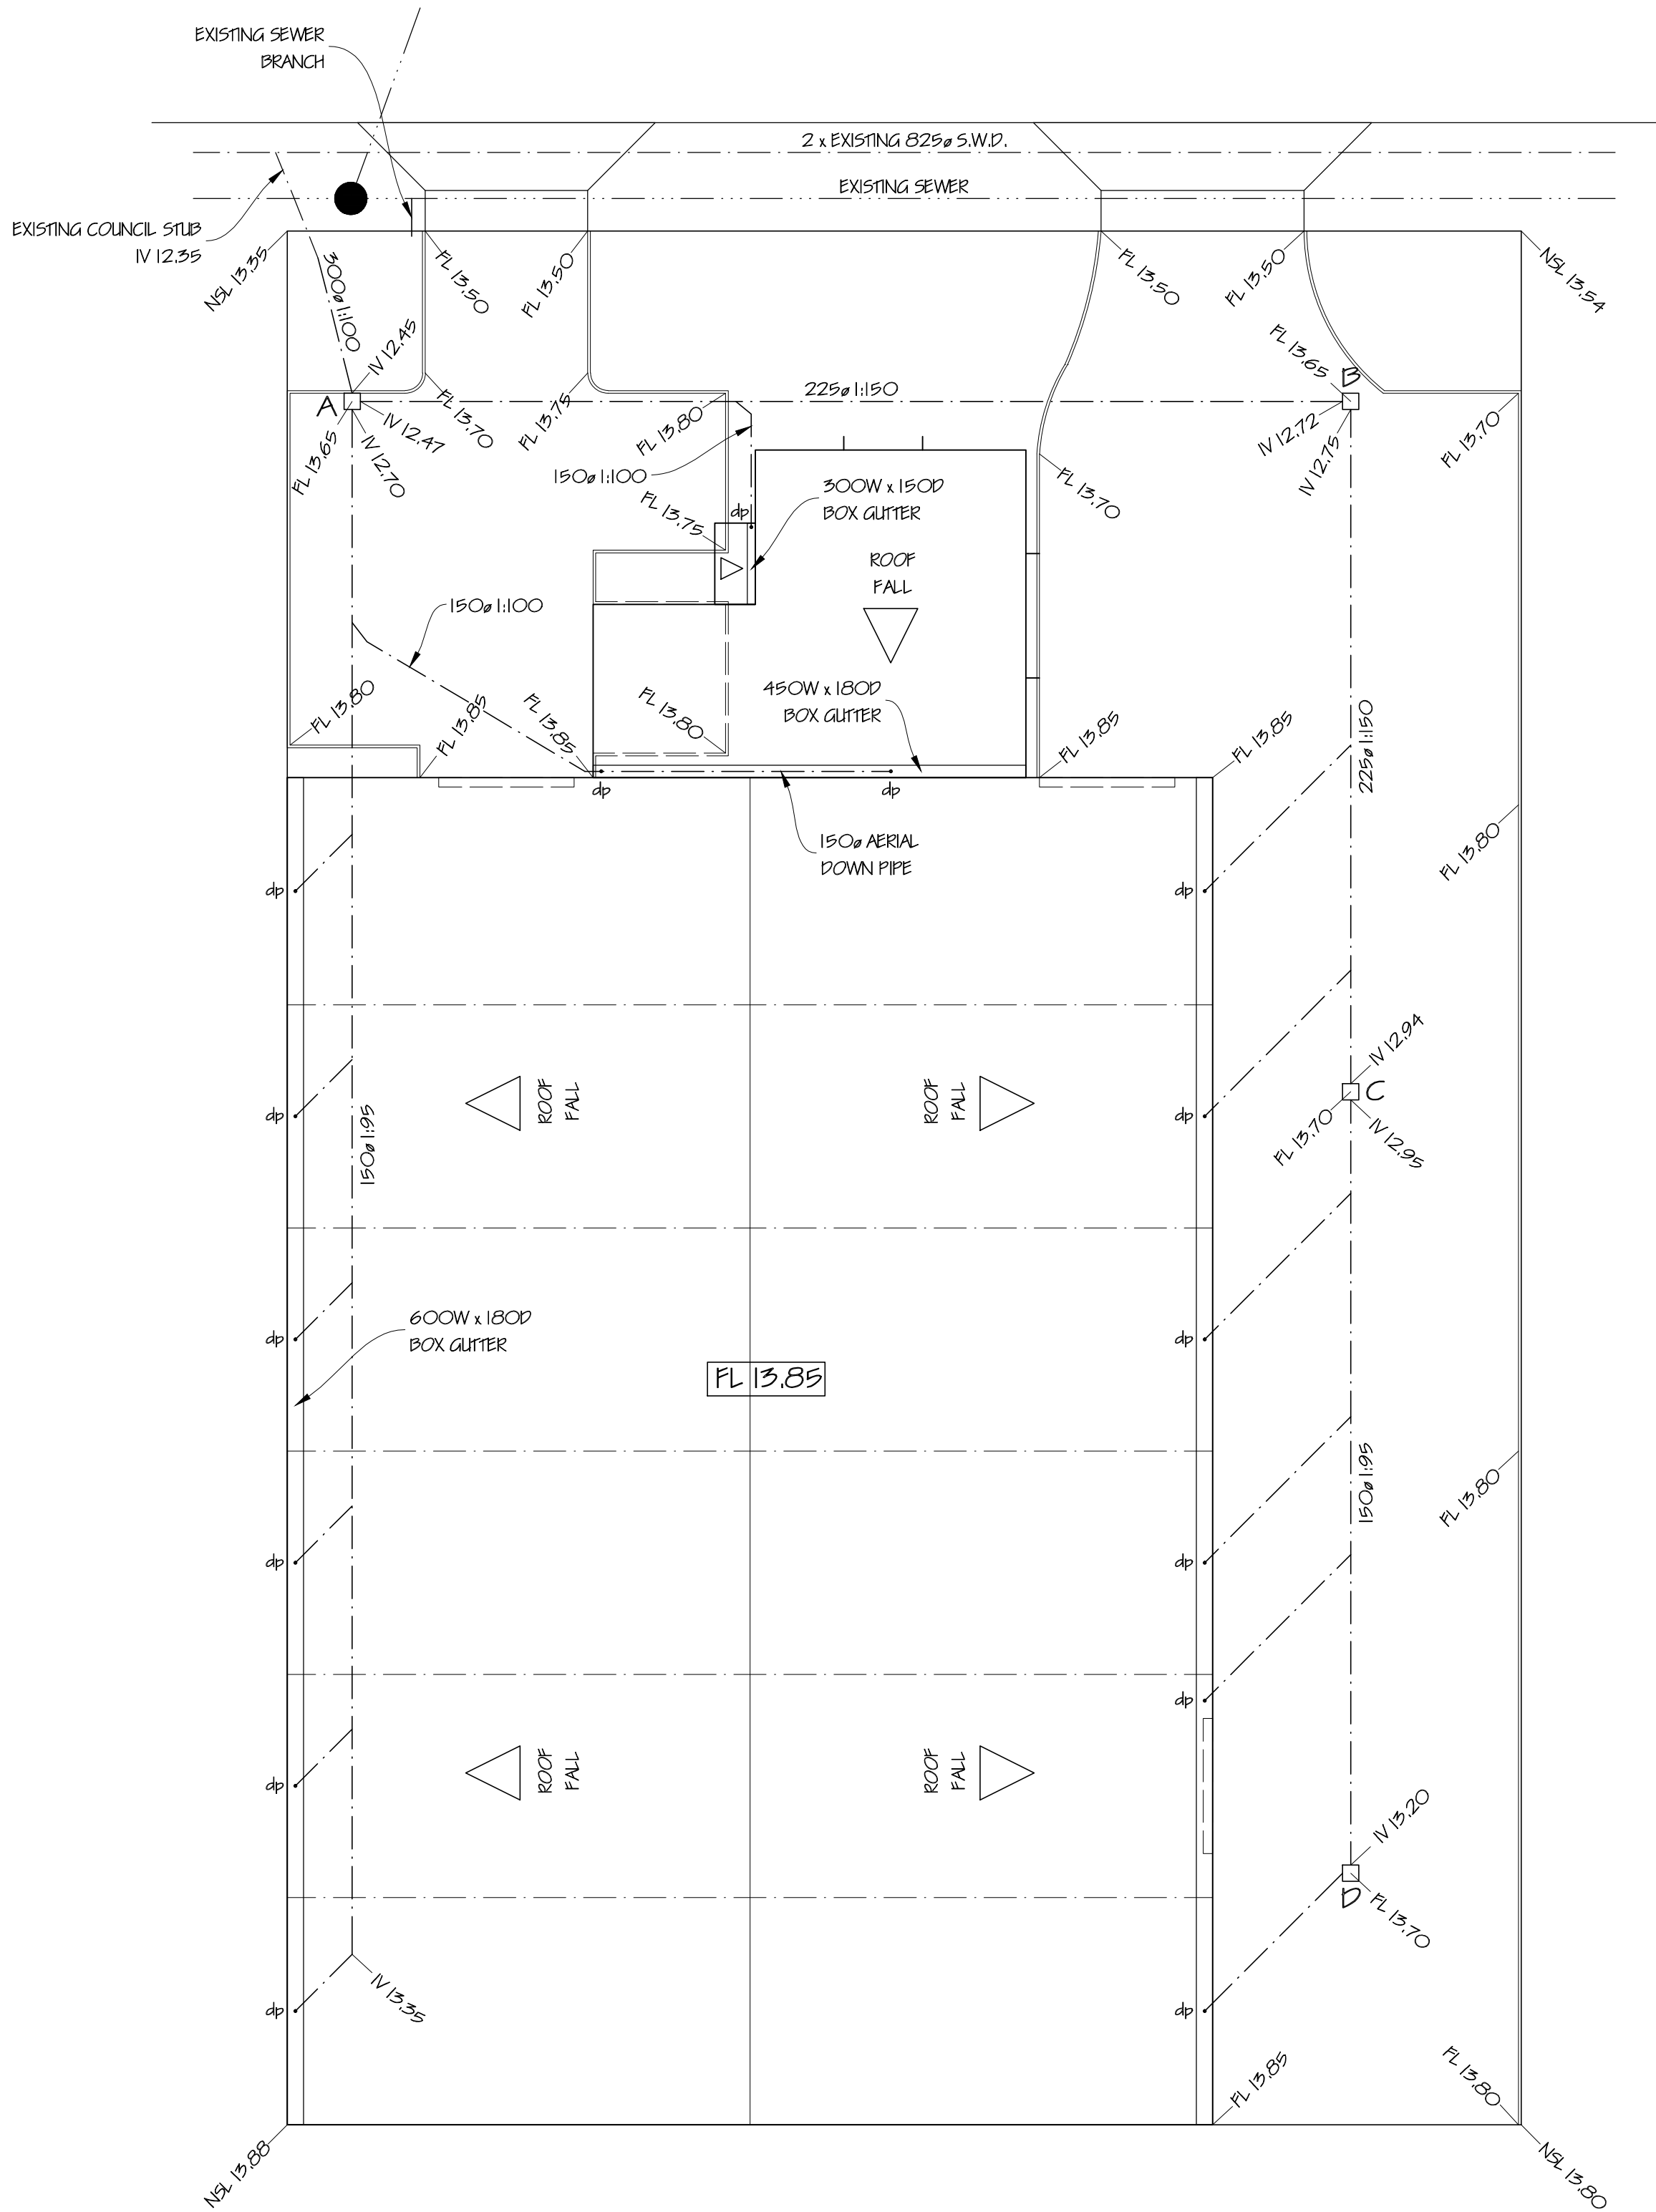 EXISTING SEWER
BRANCH
2 x EXISTING 825ø S.W.D.
EXISTING SEWER
EXISTING COUNCIL STUB
IV 12.35
NSL 13.35
300ø 1:100
FL 13.50
FL 13.50
FL 13.50
FL 13.50
NSL 13.54
IV 12.45
A
FL 13.65
IV 12.70
IV 12.47
FL 13.70
FL 13.75
FL 13.80
225ø 1:150
FL 13.65
B
IV 12.72
IV 12.75
FL 13.70
150ø 1:100
FL 13.75
dp
300W x 150D
BOX GUTTER
FL 13.70
ROOF
FALL
150ø 1:100
FL 13.80
FL 13.85
FL 13.85
FL 13.80
450W x 180D
BOX GUTTER
FL 13.85
FL 13.85
225ø 1:150
dp
dp
150ø AERIAL
DOWN PIPE
FL 13.80
dp
dp
ROOF
FALL
ROOF
FALL
IV 12.94
C
FL 13.70
IV 12.95
dp
150ø 1:95
dp
600W x 180D
BOX GUTTER
dp
dp
FL 13.85
150ø 1:95
FL 13.80
dp
dp
dp
ROOF
FALL
ROOF
FALL
dp
IV 13.20
D
FL 13.70
IV 13.35
dp
dp
FL 13.85
FL 13.80
NSL 13.88
NSL 13.80